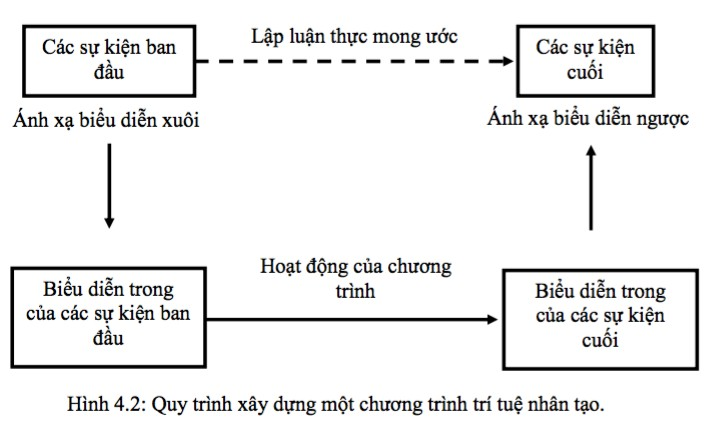 Các sự kiện ban
đầu
Lập luận thực mong ước
Các sự kiện
cuối
Ánh xạ biểu diễn xuôi
Ánh xạ biểu diễn ngược
Biểu diễn trong
của các sự kiện ban
đầu
Hoạt động của chương
trình
Biểu diễn trong
của các sự kiện
cuối
Hình 4.2: Quy trình xây dựng một chương trình trí tuệ nhân tạo.